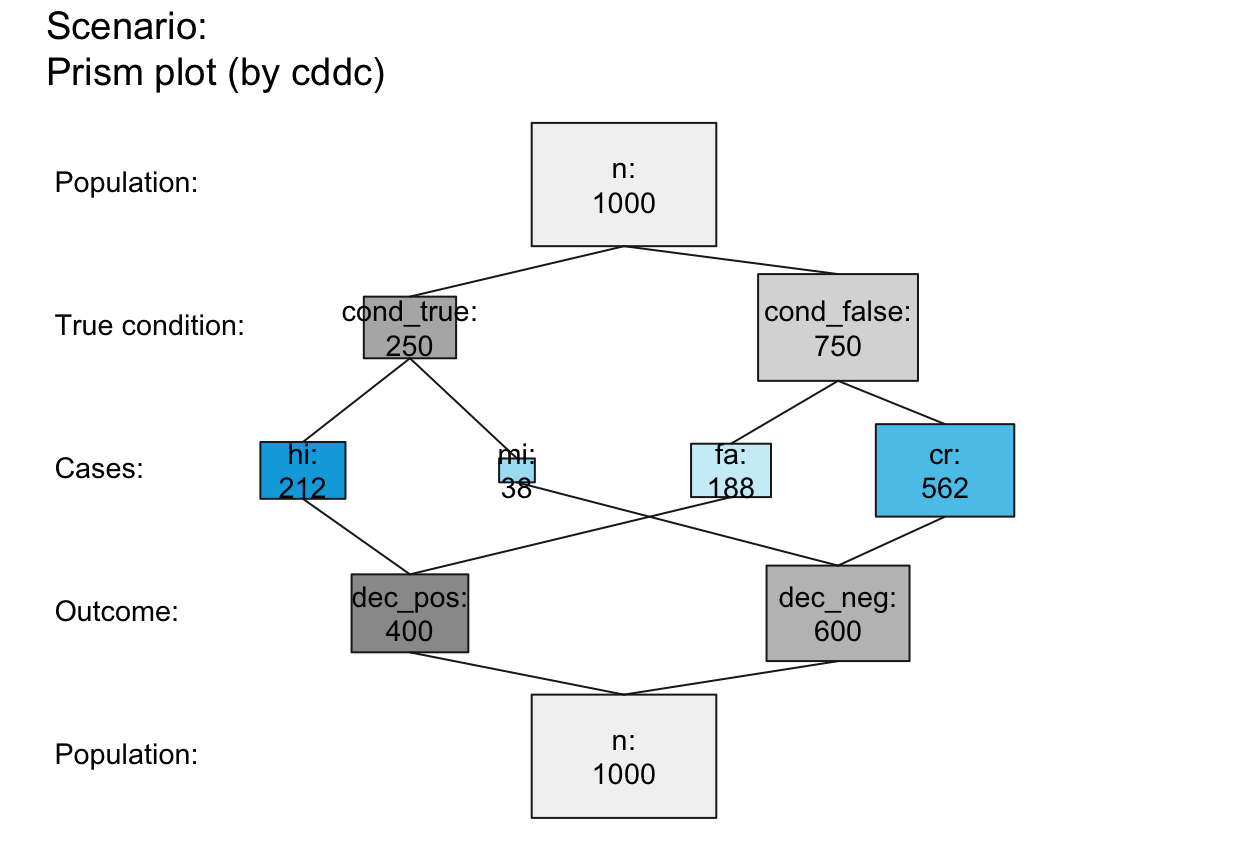 Scenario:
Prism plot (by cddc)
Population:
n:
1000
True condition:
cond_true:
250
cond_false:
750
Cases:
hi:
212
mi:
38
fa:
188
cr:
562
Outcome:
dec_pos:
400
dec_neg:
600
Population:
n:
1000